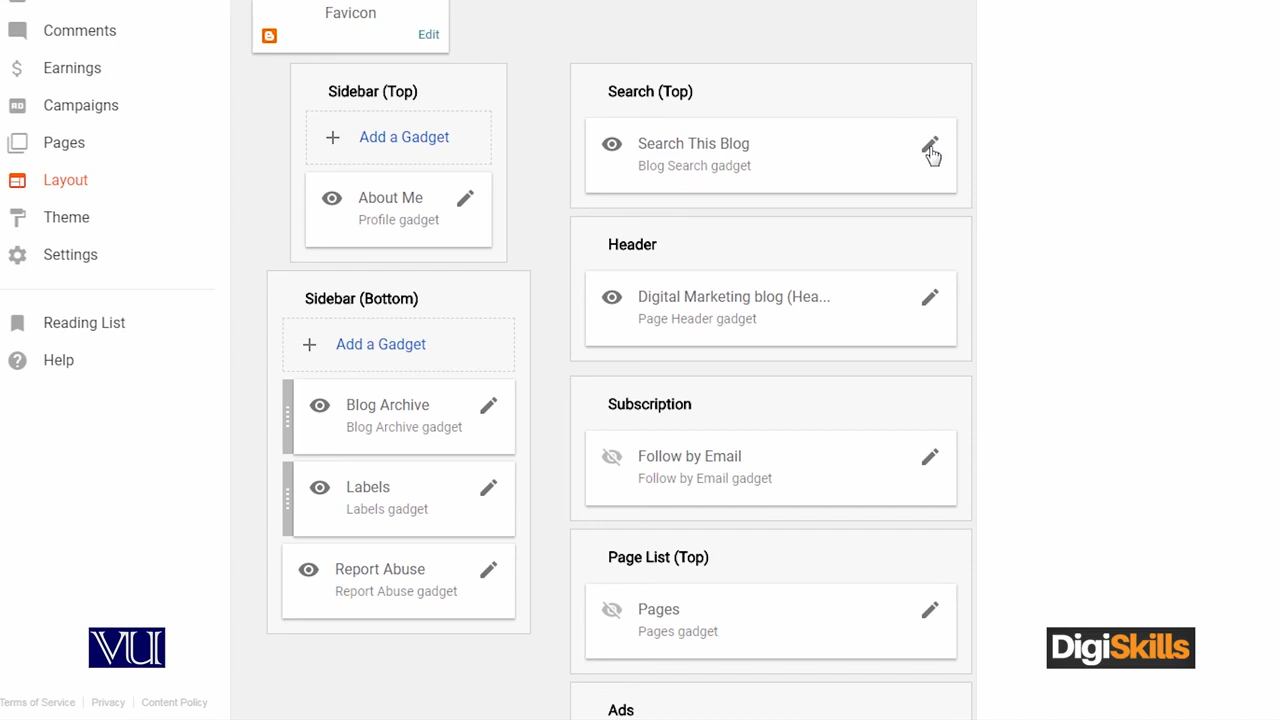 Comments
Earnings
Campaigns
Pages
Layout
Theme
Settings
Reading List
Help
VU
Terms of Service
Privacy
Content Policy
Favicon
Edit
Sidebar (Top)
Add a Gadget
About Me
Profile gadget
Sidebar (Bottom)
Add a Gadget
Blog Archive
Blog Archive gadget
Labels
Labels gadget
Report Abuse
Report Abuse gadget
Search (Top)
Search This Blog
Blog Search gadget
Header
Digital Marketing blog (Hea...
Page Header gadget
Subscription
Follow by Email
Follow by Email gadget
Page List (Top)
Pages
Pages gadget
Ads
DigiSkills